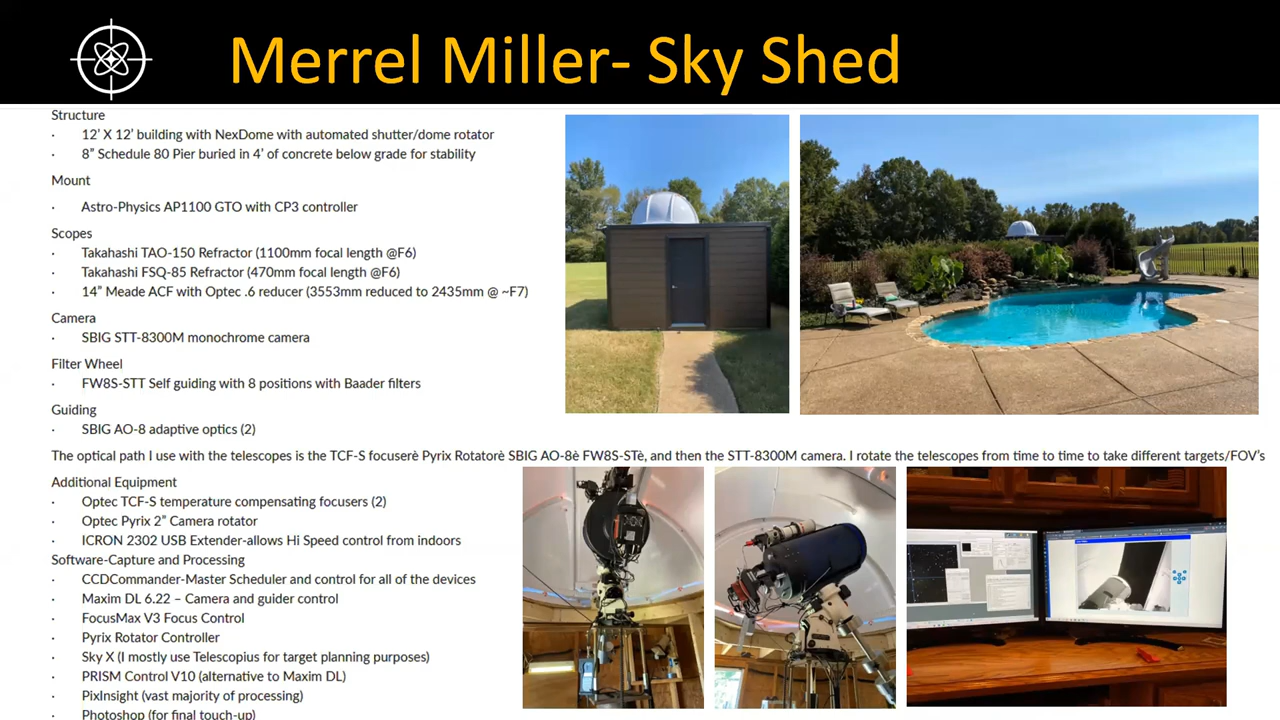 Merrel Miller- Sky Shed
Structure
· 12' X 12' building with NexDome with automated shutter/dome rotator
· 8" Schedule 80 Pier buried in 4' of concrete below grade for stability
Mount
· Astro-Physics AP1100 GTO with CP3 controller
Scopes
· Takahashi TAO-150 Refractor (1100mm focal length @F6)
· Takahashi FSQ-85 Refractor (470mm focal length @F6)
· 14" Meade ACF with Optec .6 reducer (3553mm reduced to 2435mm @ ~F7)
Camera
· SBIG STT-8300M monochrome camera
Filter Wheel
· FW8S-STT Self guiding with 8 positions with Baader filters
Guiding
· SBIG AO-8 adaptive optics (2)
The optical path I use with the telescopes is the TCF-S focuserè Pyrix Rotatorè SBIG AO-8è FW8S-STè, and then the STT-8300M camera. I rotate the telescopes from time to time to take different targets/FOV's
Additional Equipment
· Optec TCF-S temperature compensating focusers (2)
· Optec Pyrix 2" Camera rotator
· ICRON 2302 USB Extender-allows Hi Speed control from indoors
Software-Capture and Processing
· CCDCommander-Master Scheduler and control for all of the devices
· Maxim DL 6.22 – Camera and guider control
· FocusMax V3 Focus Control
· Pyrix Rotator Controller
· Sky X (I mostly use Telescopius for target planning purposes)
· PRISM Control V10 (alternative to Maxim DL)
· PixInsight (vast majority of processing)
· Photoshop (for final touch-up)